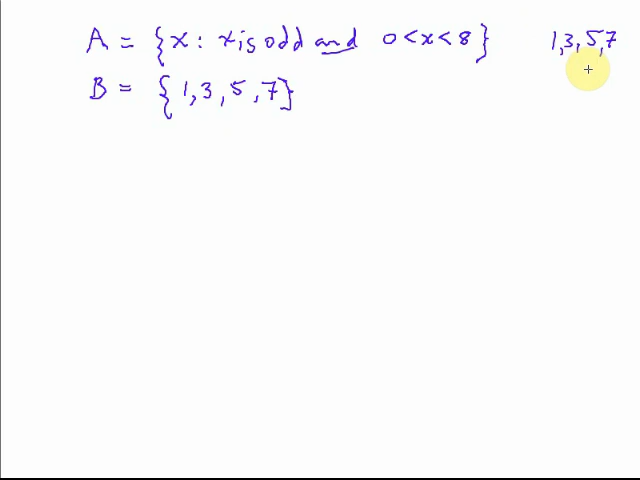 A = {x : x is odd and 0 < x < 8} 1,3,5,7
B = {1,3,5,7}